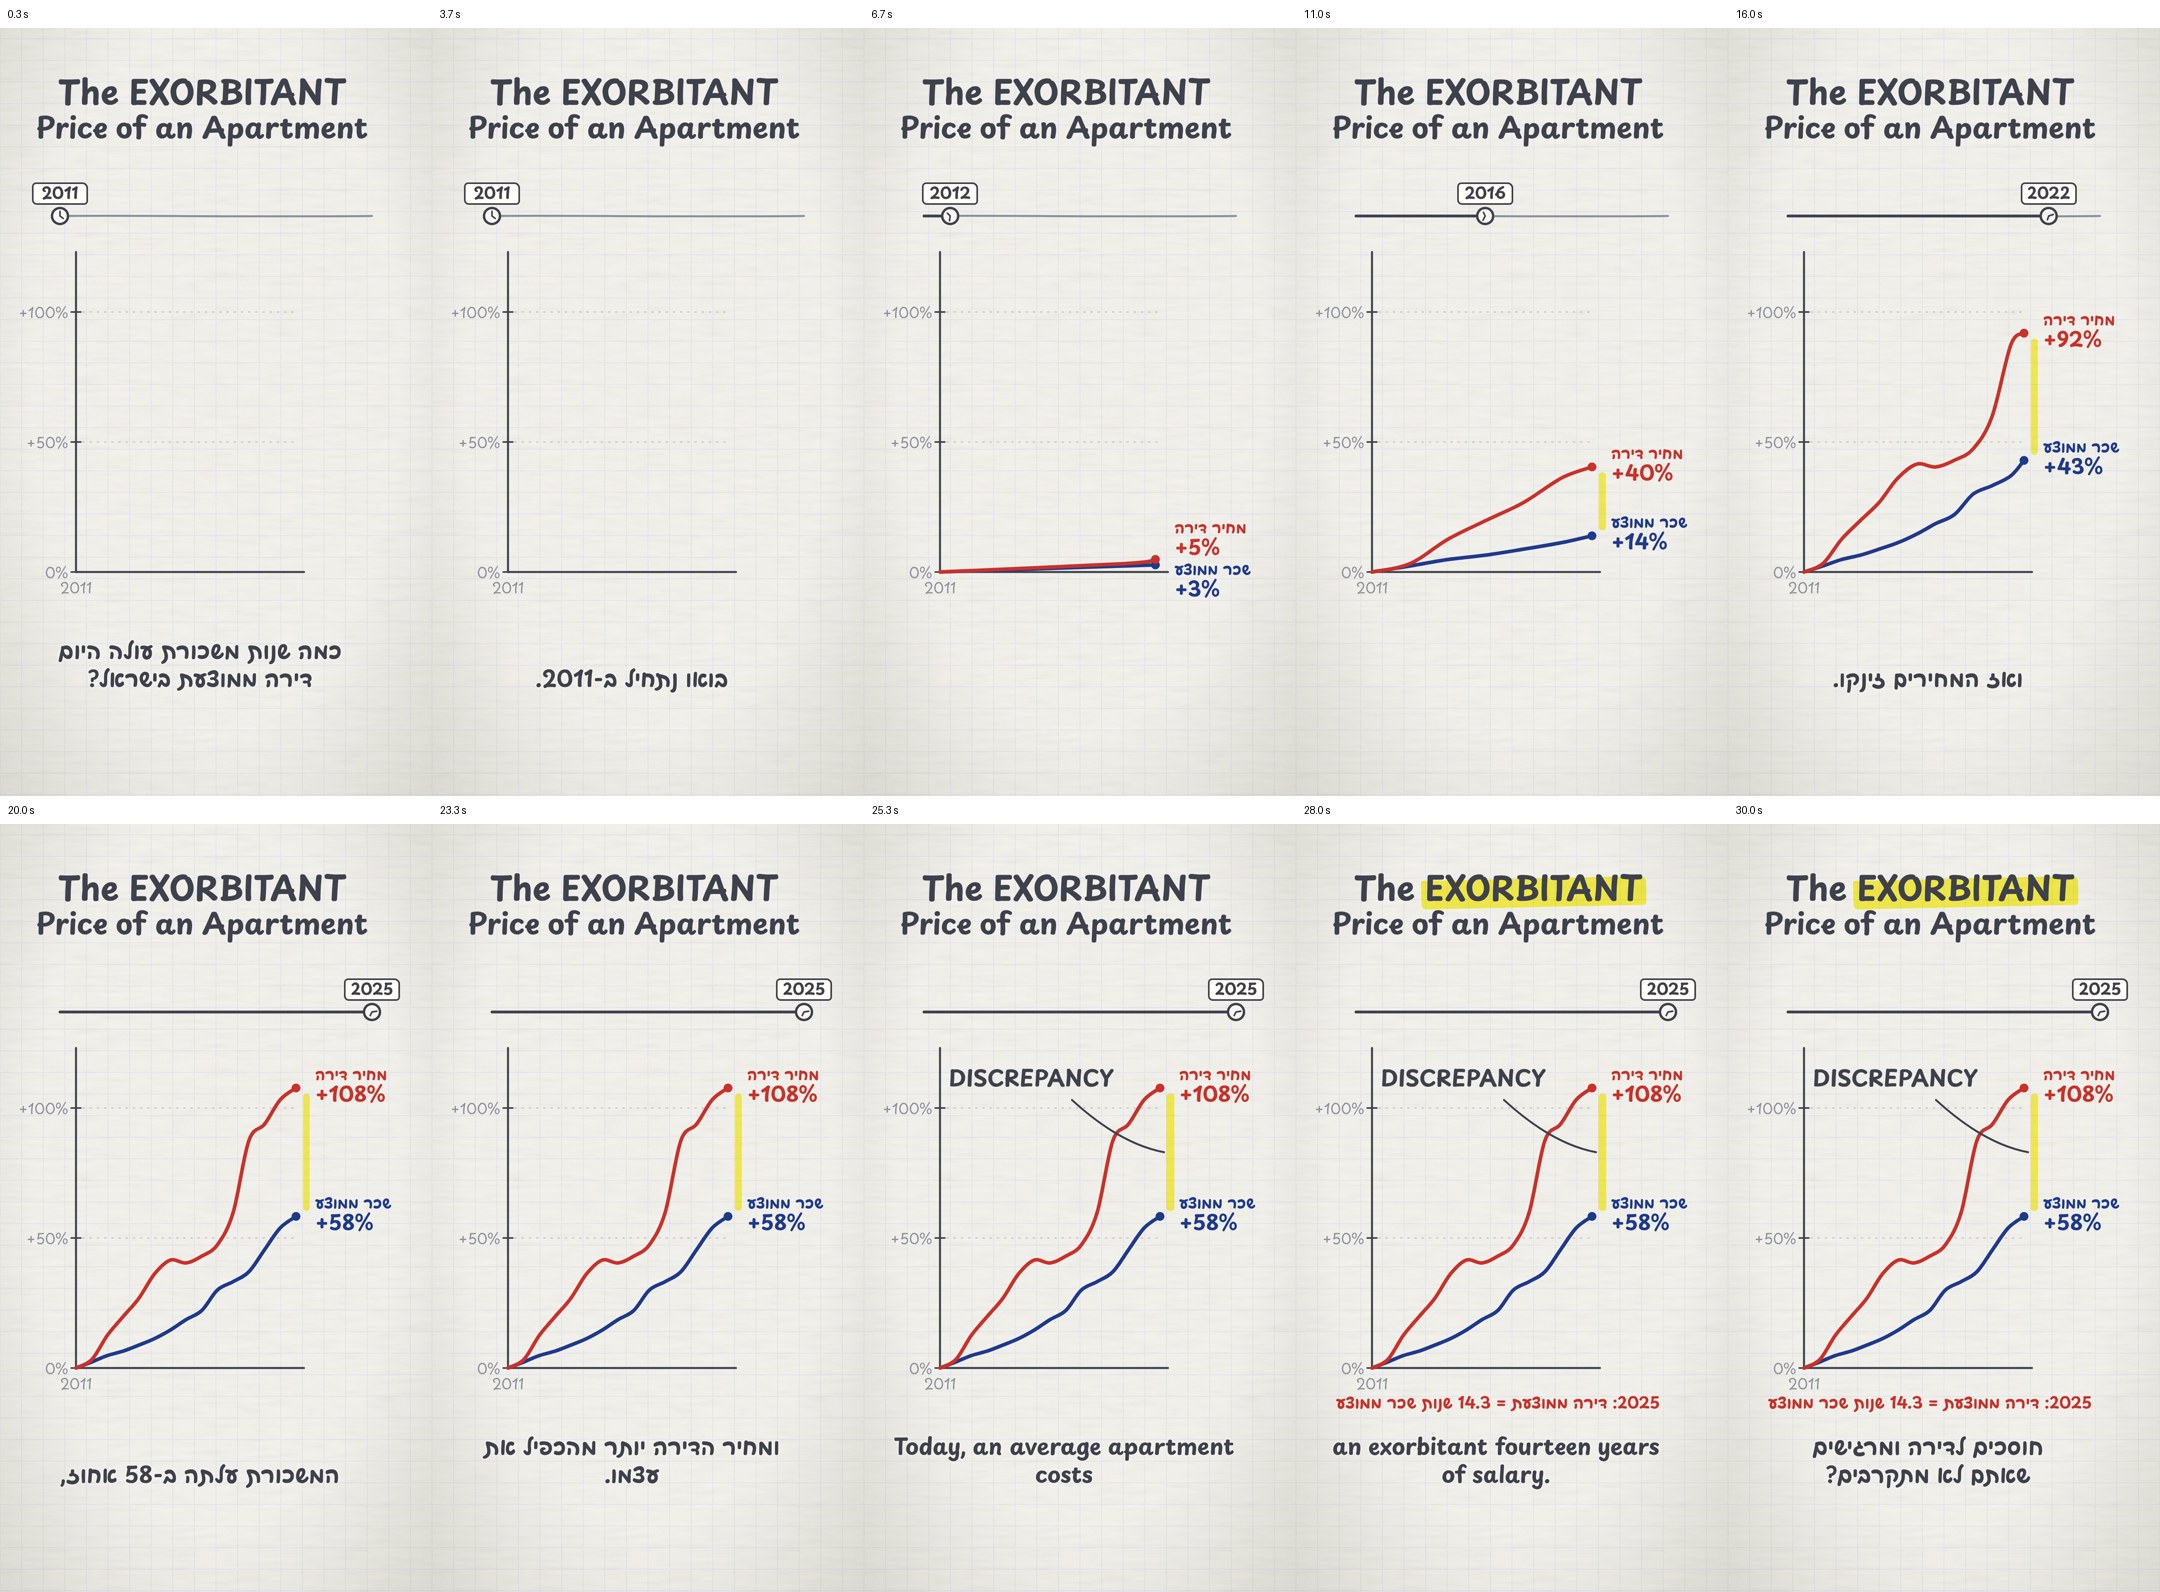 0.3s
The EXORBITANT
Price of an Apartment
2011
+100%
+50%
0%
2011
כמה שנות משכורת עולה היום
דירה ממוצעת בישראל?
3.7s
The EXORBITANT
Price of an Apartment
2011
+100%
+50%
0%
2011
בואו נתחיל ב-2011.
6.7s
The EXORBITANT
Price of an Apartment
2012
+100%
+50%
מחיר דירה
+5%
0%
שכר ממוצע
+3%
2011
11.0s
The EXORBITANT
Price of an Apartment
2016
+100%
+50%
מחיר דירה
+40%
שכר ממוצע
+14%
0%
2011
16.0s
The EXORBITANT
Price of an Apartment
2022
+100%
מחיר דירה
+92%
+50%
שכר ממוצע
+43%
0%
2011
ואז המחירים זינקו.
20.0s
The EXORBITANT
Price of an Apartment
2025
מחיר דירה
+108%
+100%
שכר ממוצע
+58%
+50%
0%
2011
המשכורת עלתה ב-58 אחוז,
23.3s
The EXORBITANT
Price of an Apartment
2025
מחיר דירה
+108%
+100%
שכר ממוצע
+58%
+50%
0%
2011
ומחיר הדירה יותר מהכפיל את
עצמו.
25.3s
The EXORBITANT
Price of an Apartment
2025
DISCREPANCY
מחיר דירה
+108%
+100%
שכר ממוצע
+58%
+50%
0%
2011
Today, an average apartment
costs
28.0s
The EXORBITANT
Price of an Apartment
2025
DISCREPANCY
מחיר דירה
+108%
+100%
שכר ממוצע
+58%
+50%
0%
2011
2025: דירה ממוצעת = 14.3 שנות שכר ממוצע
an exorbitant fourteen years
of salary.
30.0s
The EXORBITANT
Price of an Apartment
2025
DISCREPANCY
מחיר דירה
+108%
+100%
שכר ממוצע
+58%
+50%
0%
2011
2025: דירה ממוצעת = 14.3 שנות שכר ממוצע
חוסכים לדירה ומרגישים
שאתם לא מתקרבים?